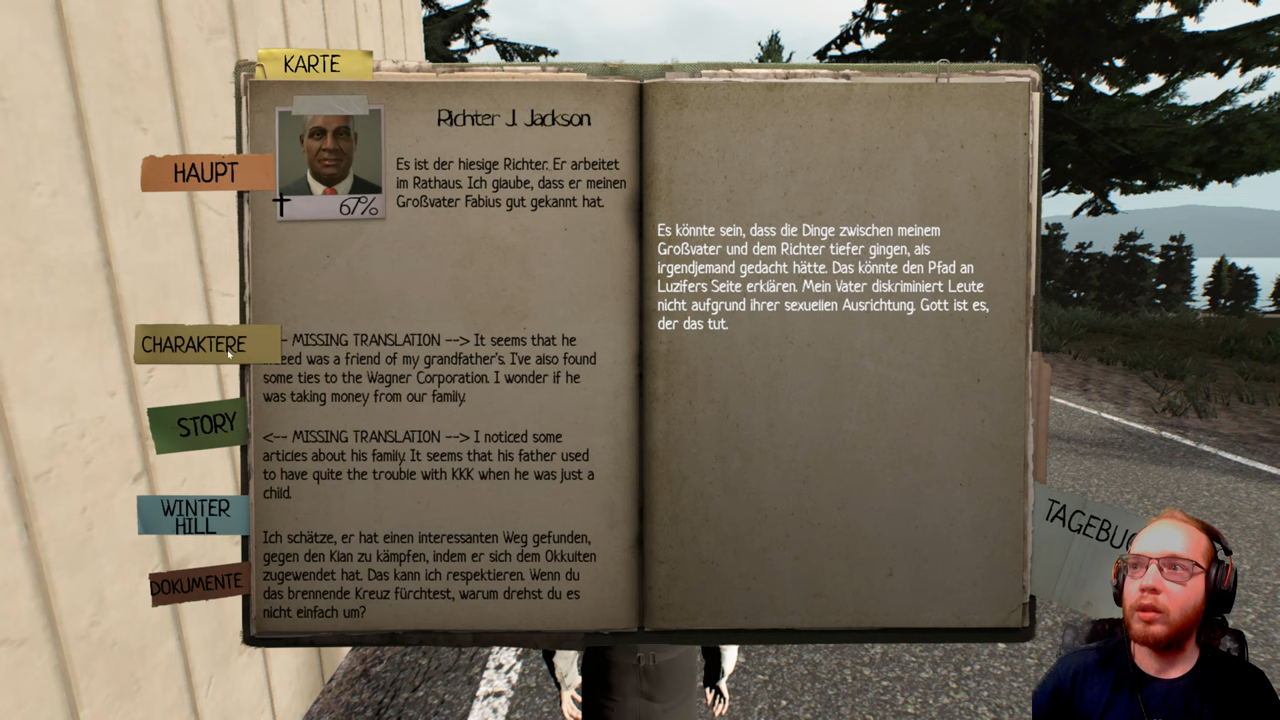 KARTE
HAUPT
CHARAKTERE
STORY
WINTER
HILL
DOKUMENTE
Richter J. Jackson
67%
Es ist der hiesige Richter. Er arbeitet
im Rathaus. Ich glaube, dass er meinen
Großvater Fabius gut gekannt hat.
MISSING TRANSLATION --> It seems that he
was a friend of my grandfather's. I've also found
some ties to the Wagner Corporation. I wonder if he
was taking money from our family.
<-- MISSING TRANSLATION --> I noticed some
articles about his family. It seems that his father used
to have quite the trouble with KKK when he was just a
child.
Ich schätze, er hat einen interessanten Weg gefunden,
gegen den Klan zu kämpfen, indem er sich dem Okkulten
zugewendet hat. Das kann ich respektieren. Wenn du
das brennende Kreuz fürchtest, warum drehst du es
nicht einfach um?
Es könnte sein, dass die Dinge zwischen meinem
Großvater und dem Richter tiefer gingen, als
irgendjemand gedacht hätte. Das könnte den Pfad an
Luzifers Seite erklären. Mein Vater diskriminiert Leute
nicht aufgrund ihrer sexuellen Ausrichtung. Gott ist es,
der das tut.